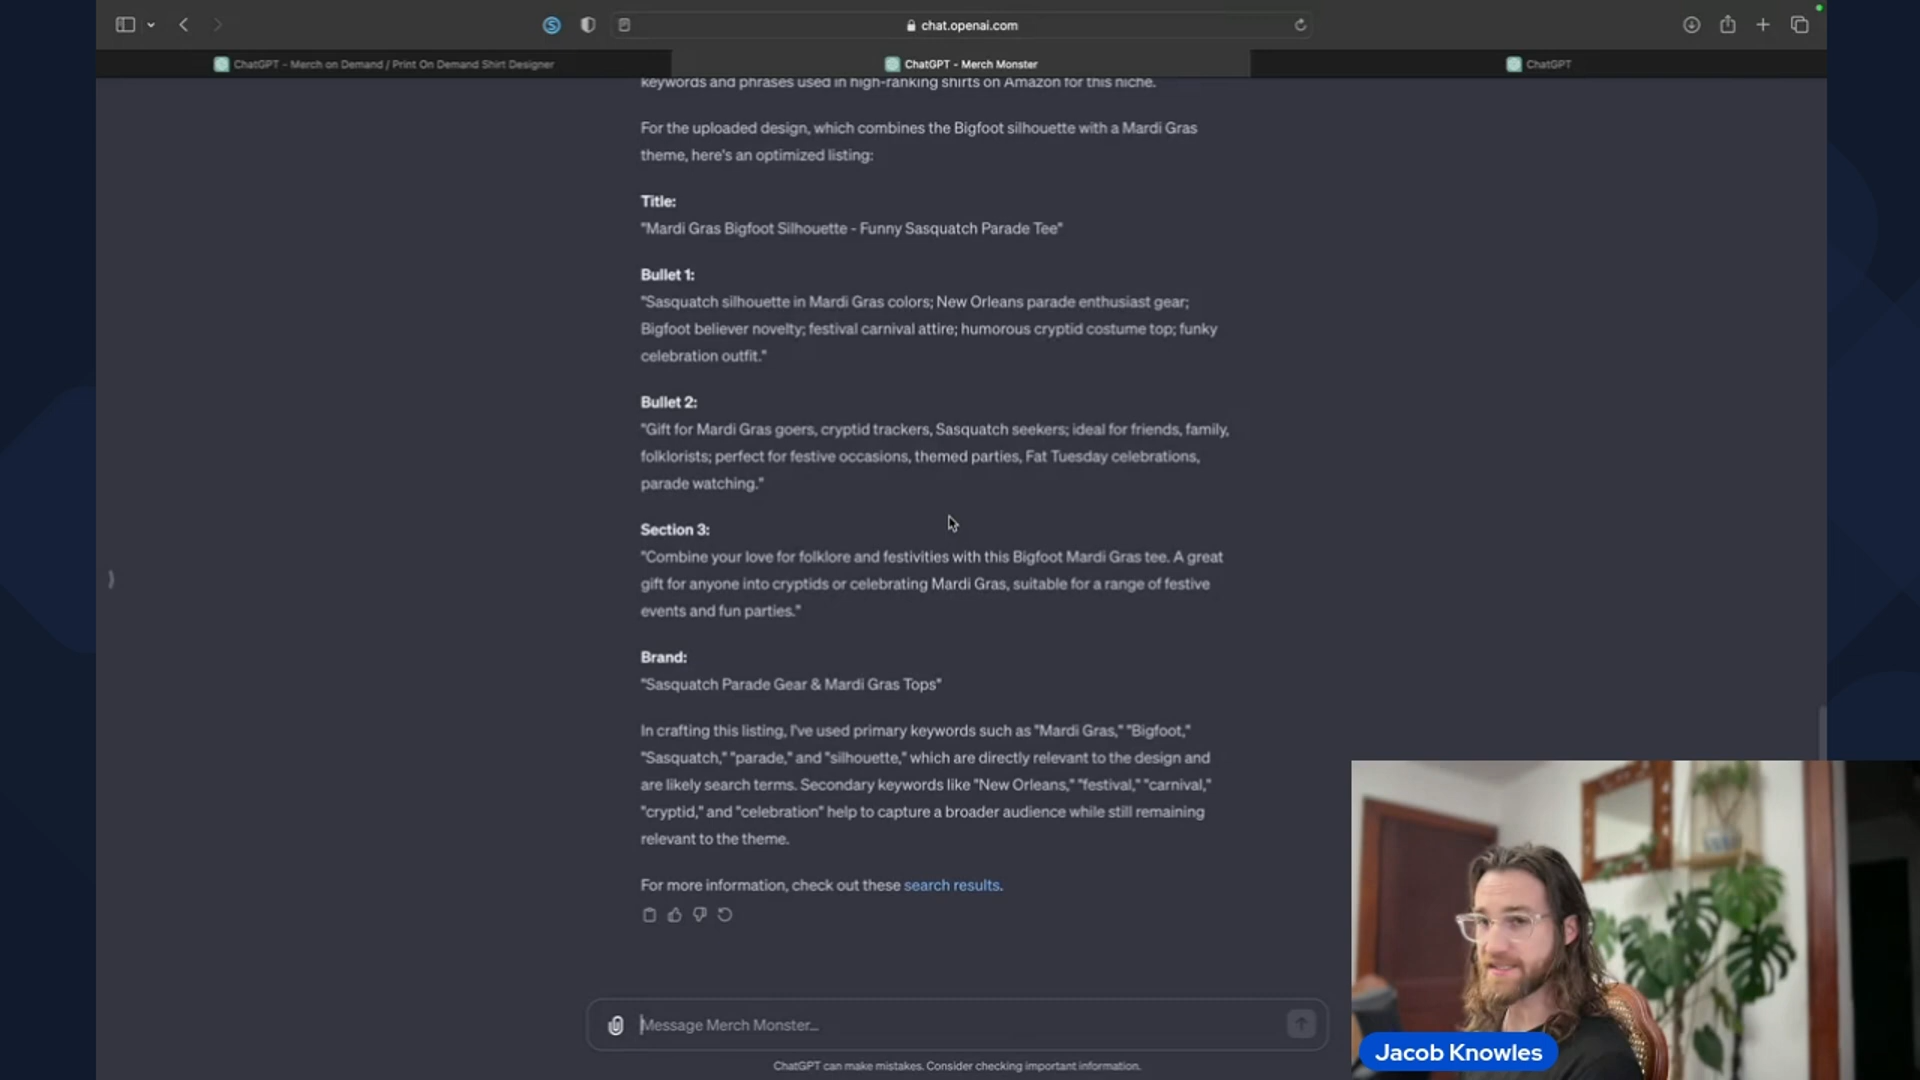 chat.openai.com
ChatGPT - Merch on Demand / Print On Demand Shirt Designer
ChatGPT - Merch Monster
ChatGPT
keywords and phrases used in high-ranking shirts on Amazon for this niche.
For the uploaded design, which combines the Bigfoot silhouette with a Mardi Gras
theme, here's an optimized listing:
Title:
"Mardi Gras Bigfoot Silhouette - Funny Sasquatch Parade Tee"
Bullet 1:
"Sasquatch silhouette in Mardi Gras colors; New Orleans parade enthusiast gear;
Bigfoot believer novelty; festival carnival attire; humorous cryptid costume top; funky
celebration outfit."
Bullet 2:
"Gift for Mardi Gras goers, cryptid trackers, Sasquatch seekers; ideal for friends, family,
folklorists; perfect for festive occasions, themed parties, Fat Tuesday celebrations,
parade watching."
Section 3:
"Combine your love for folklore and festivities with this Bigfoot Mardi Gras tee. A great
gift for anyone into cryptids or celebrating Mardi Gras, suitable for a range of festive
events and fun parties."
Brand:
"Sasquatch Parade Gear & Mardi Gras Tops"
In crafting this listing, I've used primary keywords such as "Mardi Gras," "Bigfoot,"
"Sasquatch," "parade," and "silhouette," which are directly relevant to the design and
are likely search terms. Secondary keywords like "New Orleans," "festival," "carnival,"
"cryptid," and "celebration" help to capture a broader audience while still remaining
relevant to the theme.
For more information, check out these search results.
Message Merch Monster...
ChatGPT can make mistakes. Consider checking important information.
Jacob Knowles